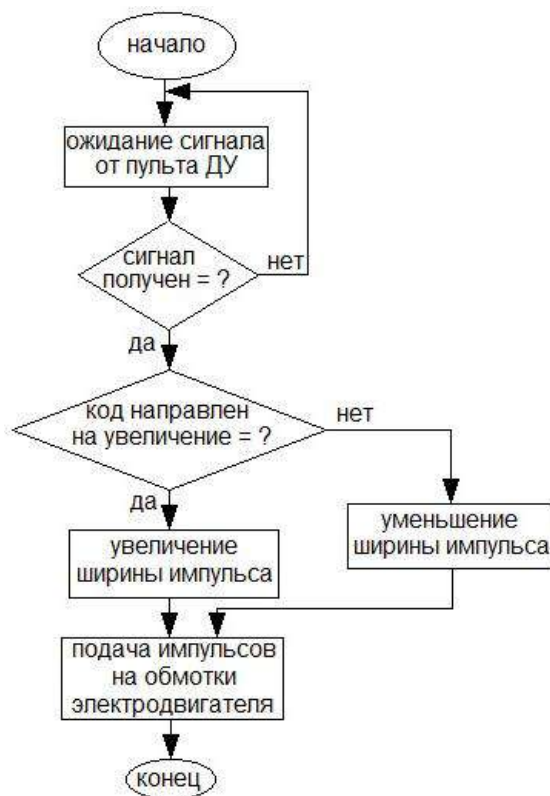 начало
ожидание сигнала
от пульта ДУ
сигнал
получен = ?
нет
да
код направлен
на увеличение = ?
нет
да
увеличение
ширины импульса
уменьшение
ширины импульса
подача импульсов
на обмотки
электродвигателя
конец